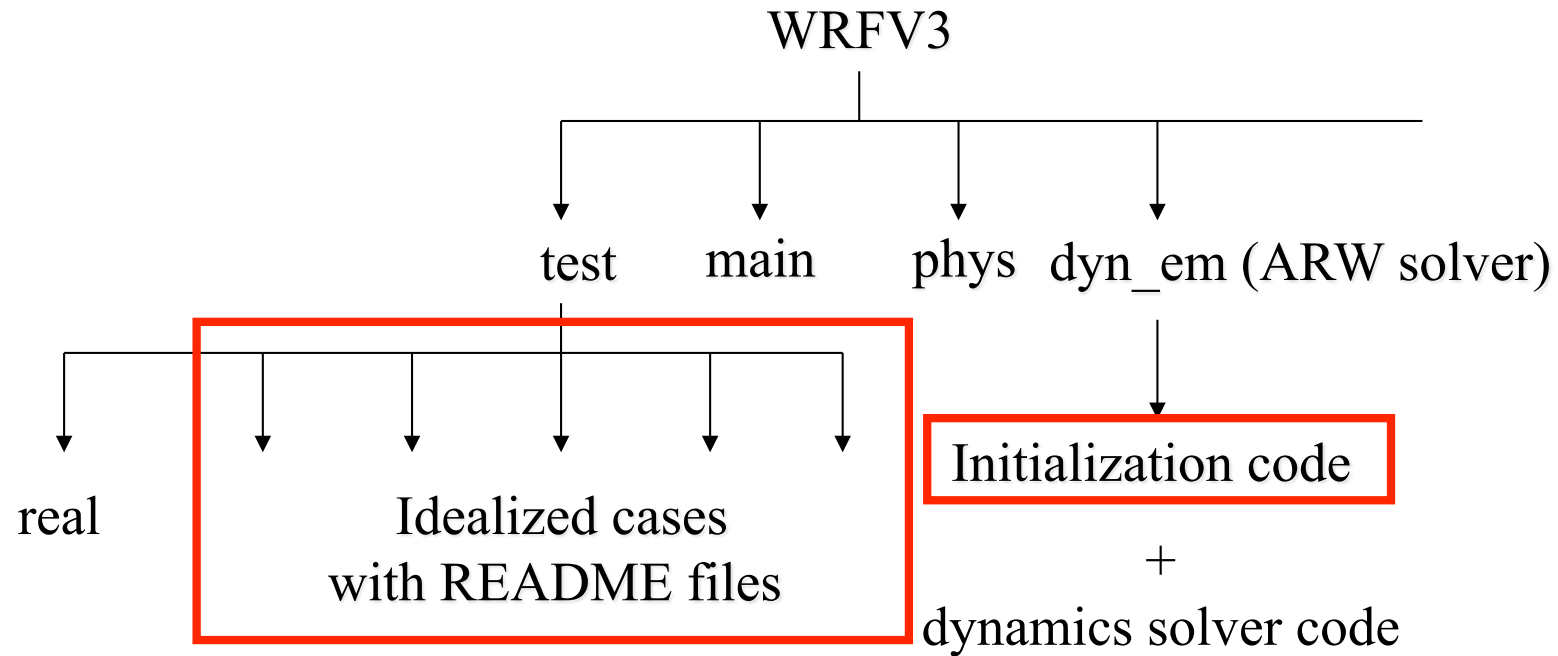 WRFV3
test
main
phys
dyn_em (ARW solver)
real
Idealized cases
with README files
Initialization code
+
dynamics solver code